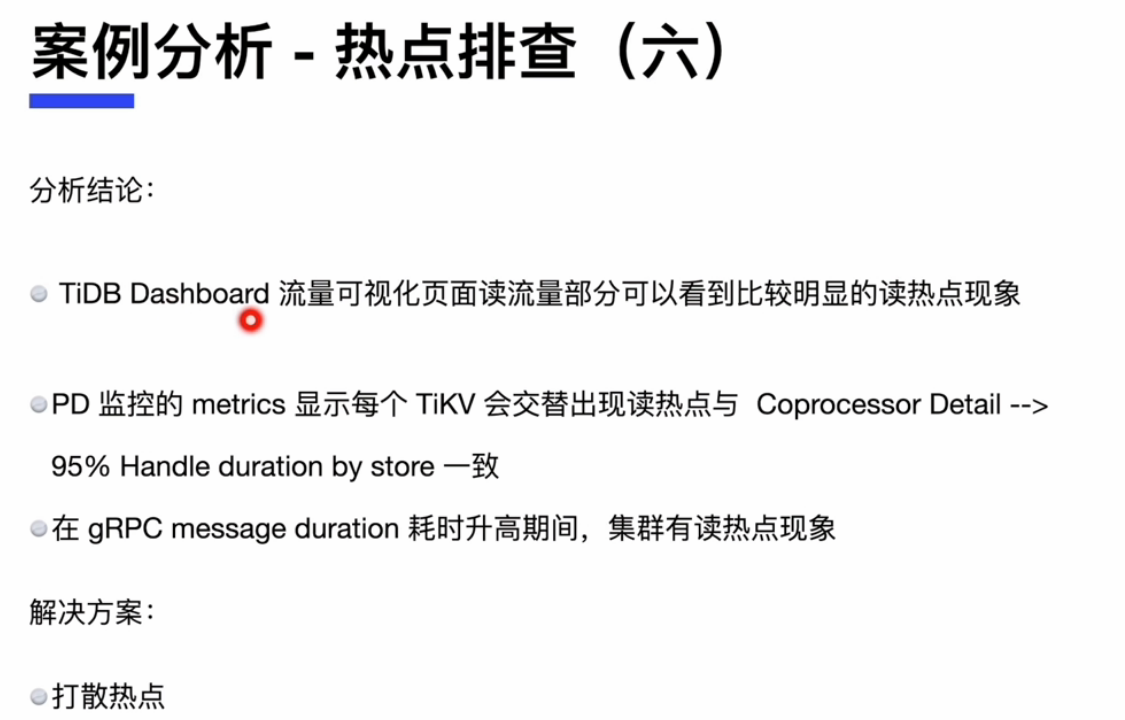 案例分析 - 热点排查（六）
分析结论：
TiDB Dashboard 流量可视化页面读流量部分可以看到比较明显的读热点现象
PD 监控的 metrics 显示每个 TiKV 会交替出现读热点与 Coprocessor Detail -->
95% Handle duration by store 一致
在 gRPC message duration 耗时升高期间，集群有读热点现象
解决方案：
打散热点